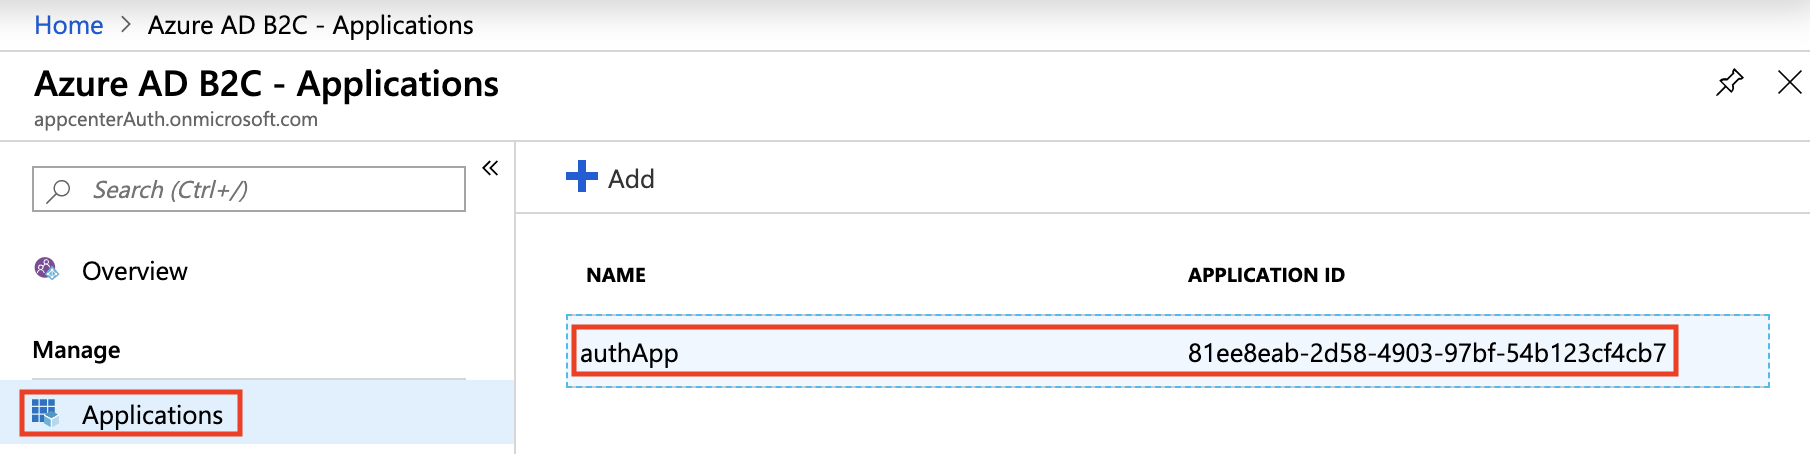 Home > Azure AD B2C - Applications
Azure AD B2C - Applications
appcenterAuth.onmicrosoft.com
Search (Ctrl+/)
Overview
Manage
Applications
Add
NAME APPLICATION ID
authApp 81ee8eab-2d58-4903-97bf-54b123cf4cb7